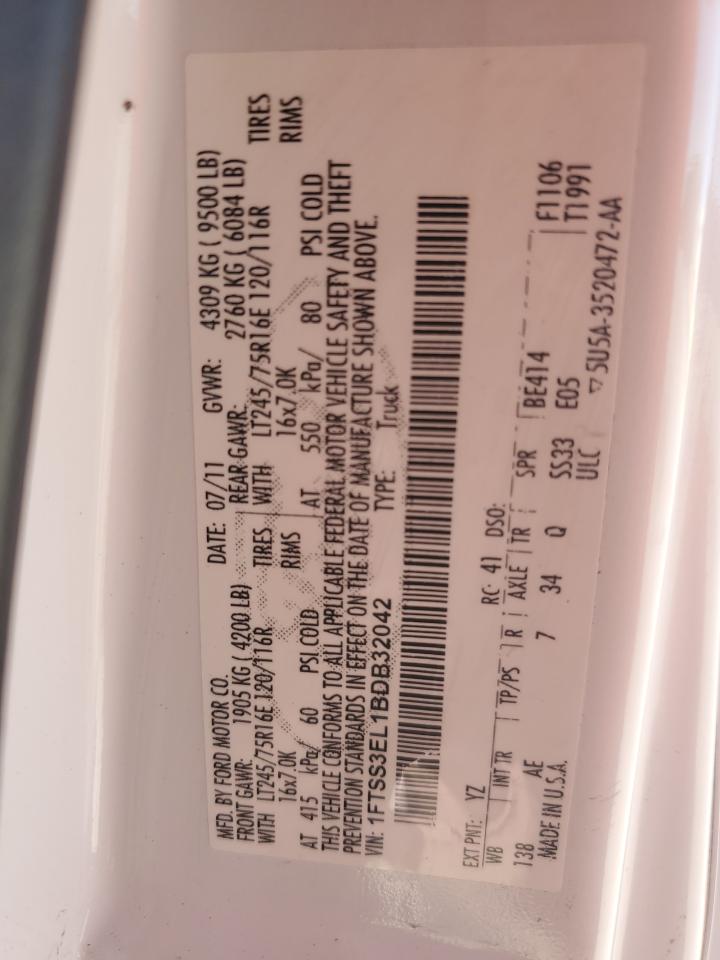 MFD. BY FORD MOTOR CO. DATE: 07/11 GVWR: 4309 KG ( 9500 LB)
FRONT GAWR: 1905 KG ( 4200 LB) REAR GAWR: 2760 KG ( 6084 LB)
WITH LT245/75R16E 120/116R TIRES WITH LT245/75R16E 120/116R TIRES
16x7.0K RIMS 16x7.0K RIMS
AT 415 kPa/ 60 PSI COLD AT 550 kPa/ 80 PSI COLD
THIS VEHICLE CONFORMS TO ALL APPLICABLE FEDERAL MOTOR VEHICLE SAFETY AND THEFT
PREVENTION STANDARDS IN EFFECT ON THE DATE OF MANUFACTURE SHOWN ABOVE.
VIN: 1FTSS3EL1BDB32042 TYPE: Truck
EXT PNT: YZ RC: 41 DSO: BE414 F1106
WB INT TR TP/PS R AXLE TR SPR E05 T1991
138 AE 7 34 Q SS33
MADE IN U.S.A. ULC ▽ 5U5A-3520472-AA